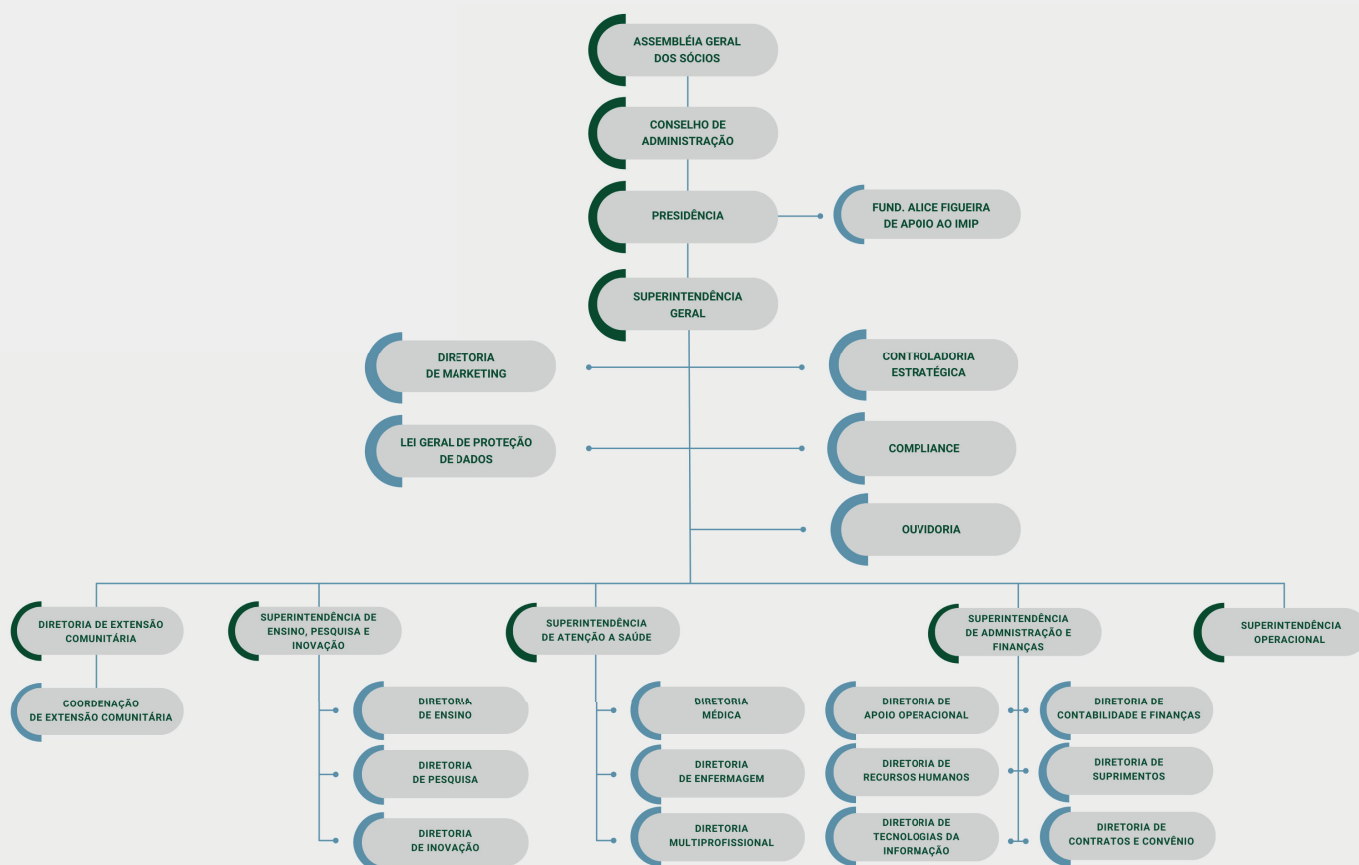 ASSEMBLÉIA GERAL
DOS SÓCIOS
CONSELHO DE
ADMINISTRAÇÃO
PRESIDÊNCIA
FUND. ALICE FIGUEIRA
DE APOIO AO IMIP
SUPERINTENDÊNCIA
GERAL
DIRETORIA
DE MARKETING
CONTROLADORIA
ESTRATÉGICA
LEI GERAL DE PROTEÇÃO
DE DADOS
COMPLIANCE
OUVIDORIA
DIRETORIA DE EXTENSÃO
COMUNITÁRIA
SUPERINTENDÊNCIA DE
ENSINO, PESQUISA E
INOVAÇÃO
SUPERINTENDÊNCIA
DE ATENÇÃO A SAÚDE
SUPERINTENDÊNCIA
DE ADMNISTRAÇÃO E
FINANÇAS
SUPERINTENDÊNCIA
OPERACIONAL
COORDENAÇÃO
DE EXTENSÃO COMUNITÁRIA
DIRETORIA
DE ENSINO
DIRETORIA
MÉDICA
DIRETORIA DE
APOIO OPERACIONAL
DIRETORIA DE
CONTABILIDADE E FINANÇAS
DIRETORIA
DE PESQUISA
DIRETORIA
DE ENFERMAGEM
DIRETORIA DE
RECURSOS HUMANOS
DIRETORIA DE
SUPRIMENTOS
DIRETORIA
DE INOVAÇÃO
DIRETORIA
MULTIPROFISSIONAL
DIRETORIA DE
TECNOLOGIAS DA
INFORMAÇÃO
DIRETORIA DE
CONTRATOS E CONVÊNIO